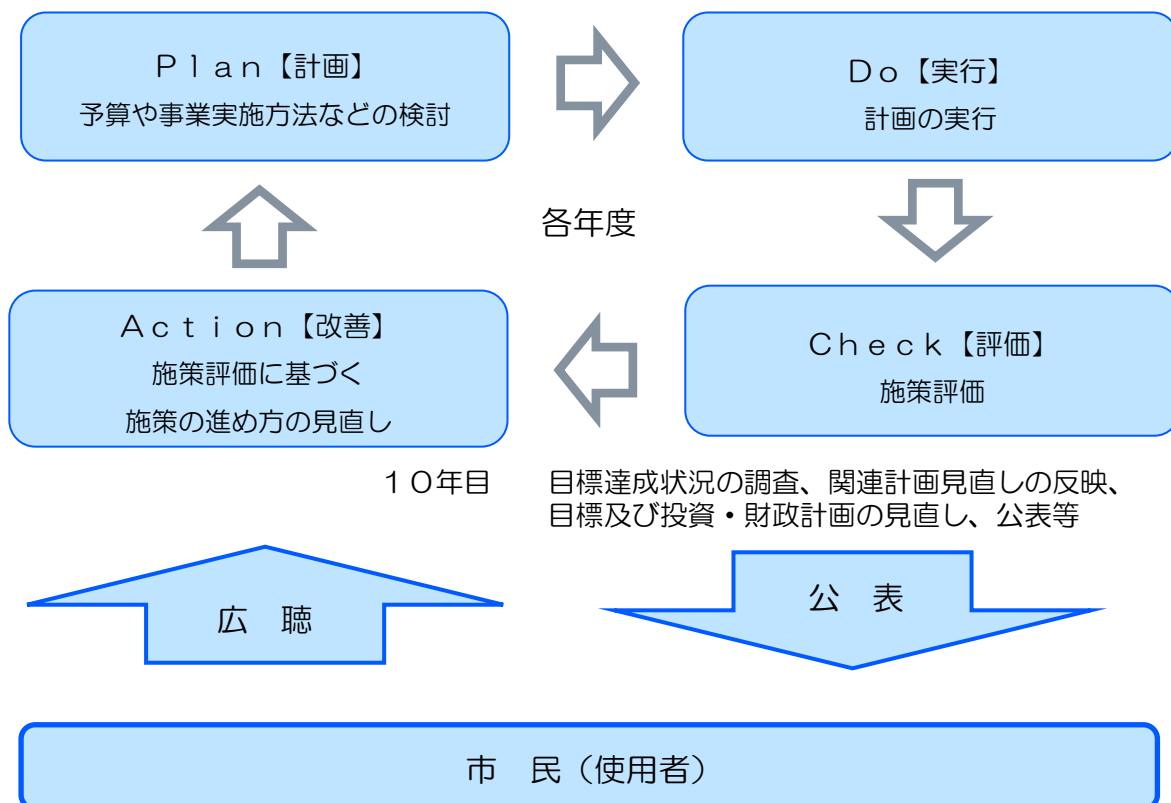 Ｐｌａｎ【計画】
予算や事業実施方法などの検討
Ｄｏ【実行】
計画の実行
各年度
Ａｃｔｉｏｎ【改善】
施策評価に基づく
施策の進め方の見直し
Ｃｈｅｃｋ【評価】
施策評価
１０年目
目標達成状況の調査、関連計画見直しの反映、
目標及び投資・財政計画の見直し、公表等
広　聴
公　表
市　民（使用者）